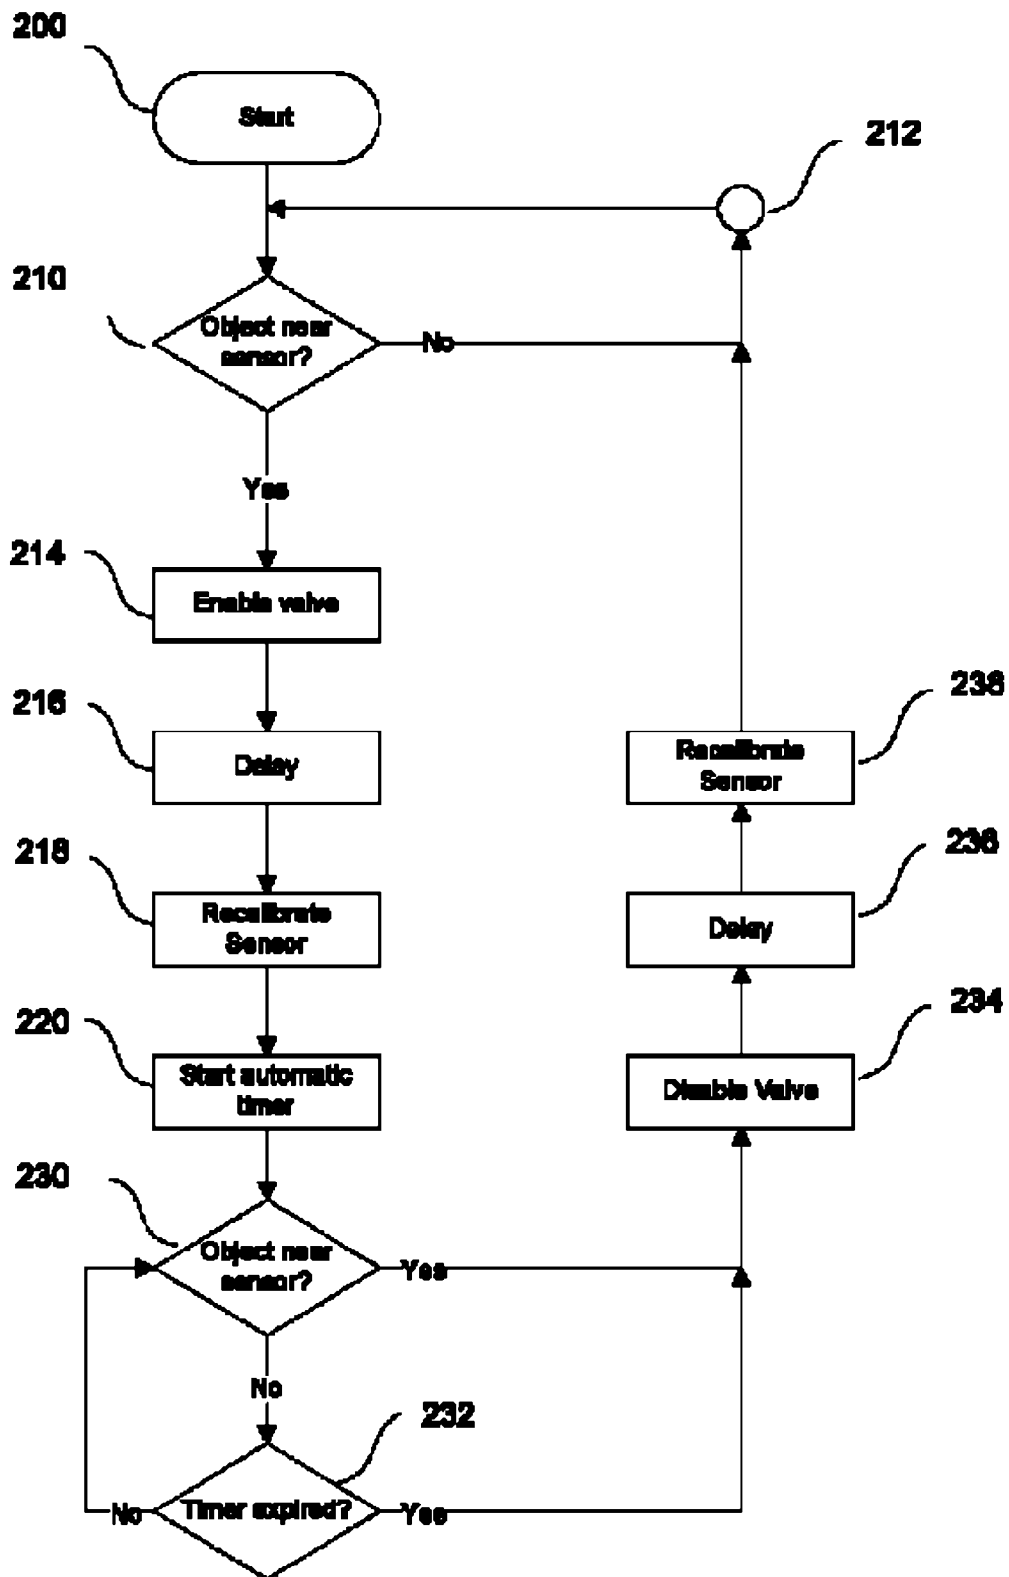 200
Start
212
210
Object near
sensor?
No
Yes
214
Enable valve
216
Delay
238
Recalibrate
Sensor
218
Recalibrate
Sensor
236
Delay
220
Start automatic
timer
234
Disable Valve
230
Object near
sensor?
Yes
No
232
Timer expired?
No
Yes